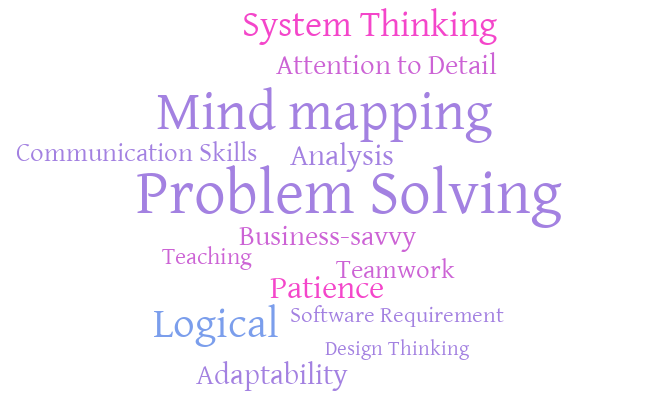 System Thinking
Attention to Detail
Mind mapping
Communication Skills
Analysis
Problem Solving
Business-savvy
Teaching
Teamwork
Patience
Logical
Software Requirement
Design Thinking
Adaptability